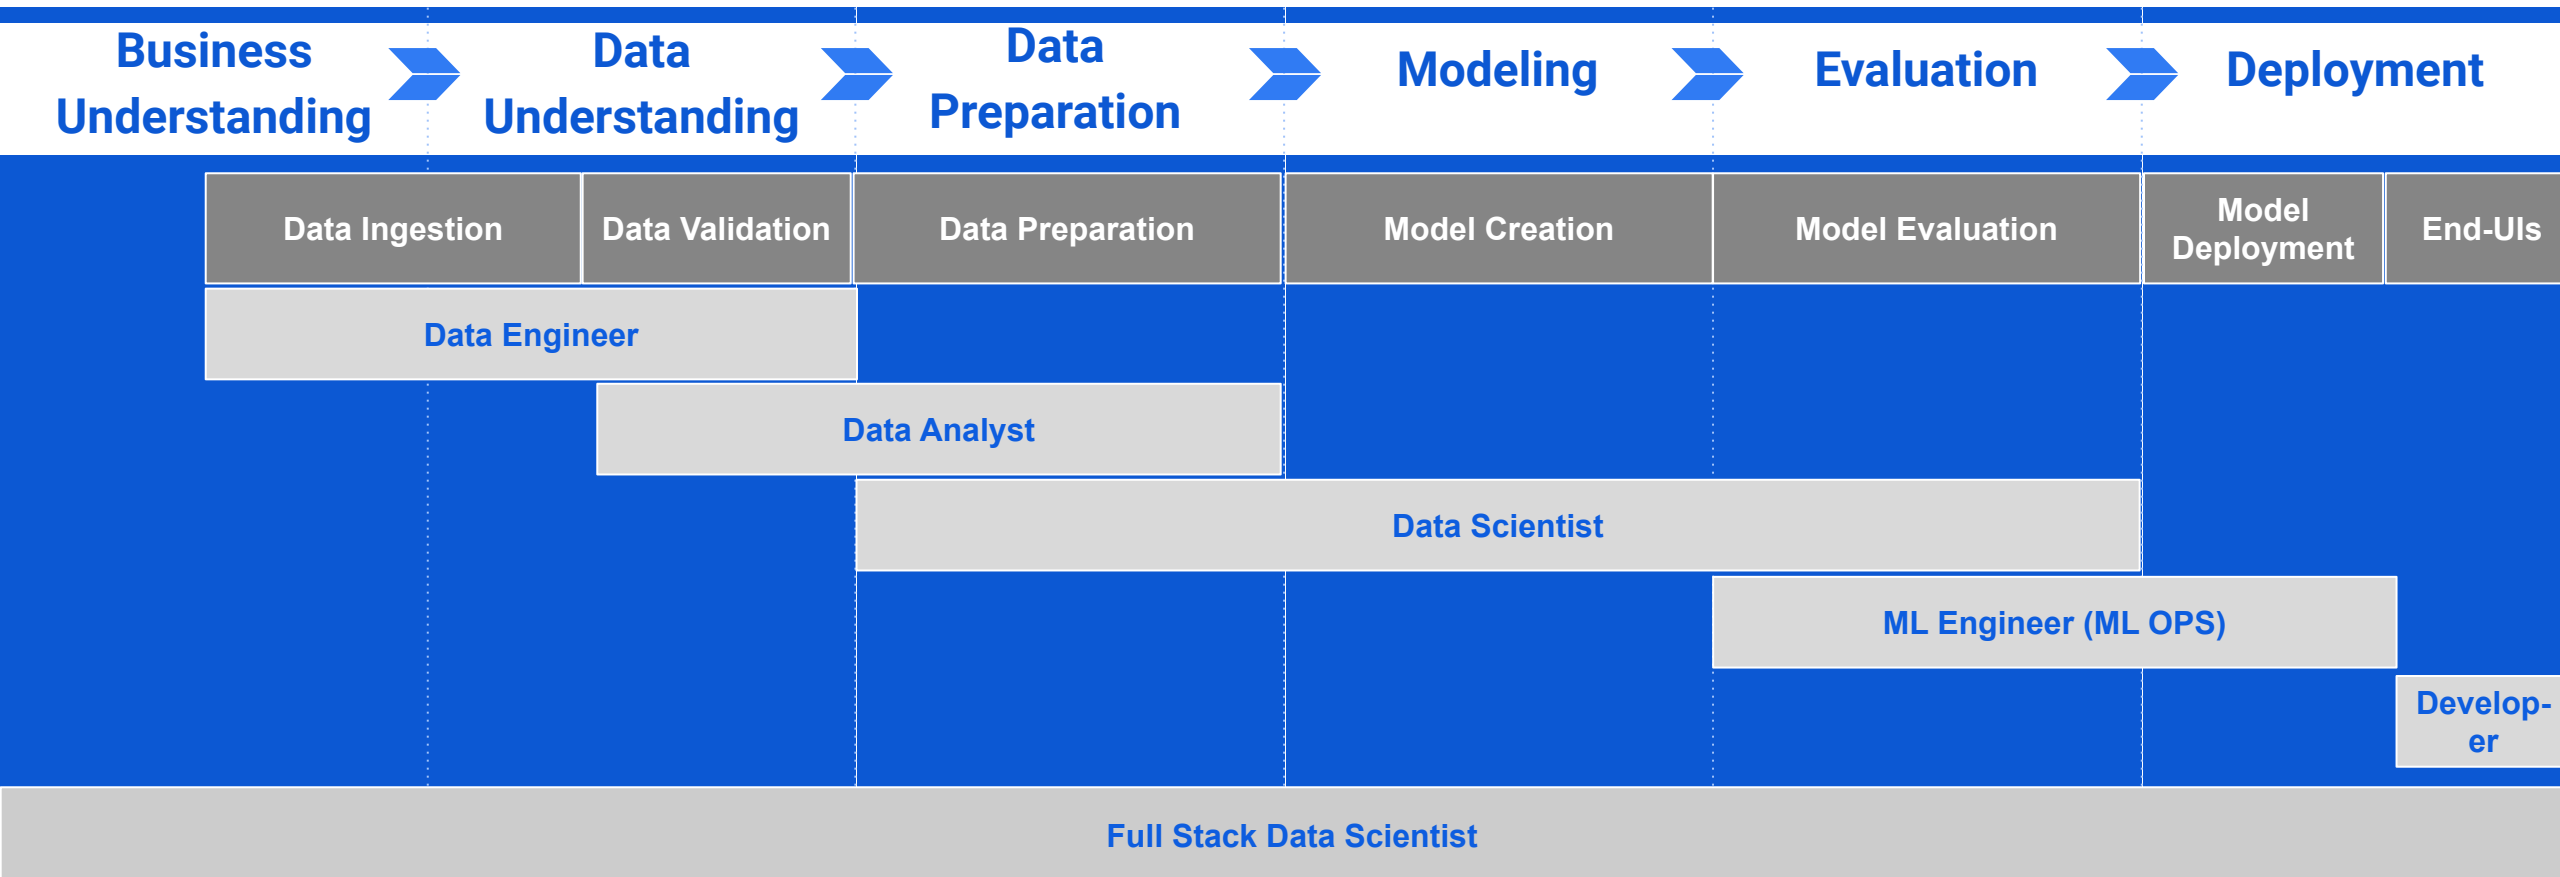 Business
Understanding
Data
Understanding
Data
Preparation
Modeling
Evaluation
Deployment
Data Ingestion
Data Validation
Data Preparation
Model Creation
Model Evaluation
Model
Deployment
End-UIs
Data Engineer
Data Analyst
Data Scientist
ML Engineer (ML OPS)
Develop-
er
Full Stack Data Scientist